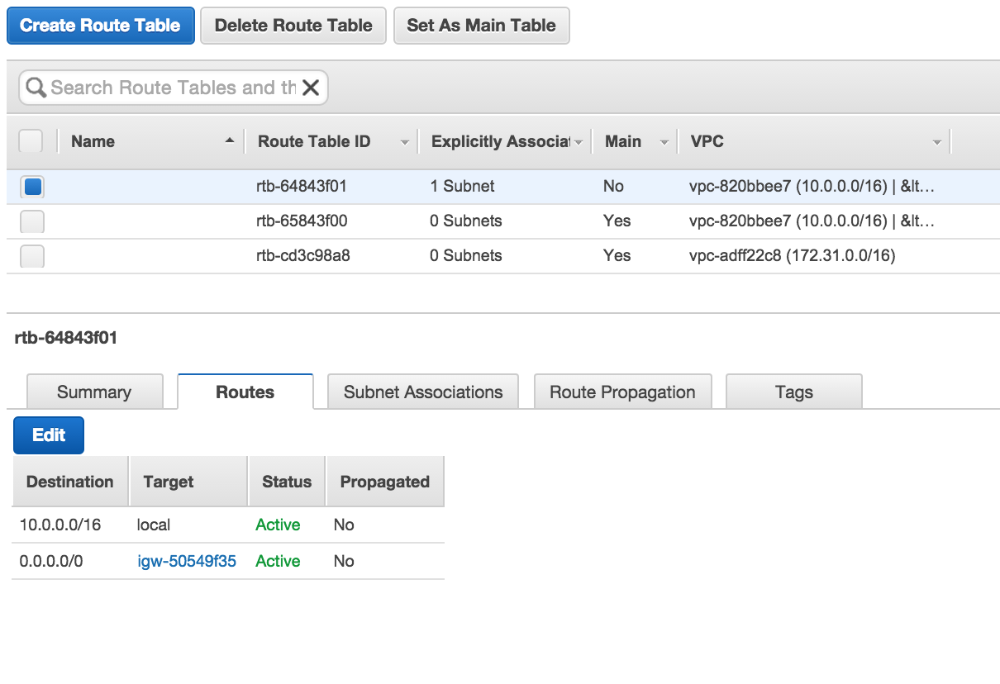 Create Route Table Delete Route Table Set As Main Table
Search Route Tables and th
Name Route Table ID Explicitly Associat Main VPC
rtb-64843f01 1 Subnet No vpc-820bbee7 (10.0.0.0/16) | &lt…
rtb-65843f00 0 Subnets Yes vpc-820bbee7 (10.0.0.0/16) | &lt…
rtb-cd3c98a8 0 Subnets Yes vpc-adff22c8 (172.31.0.0/16)
rtb-64843f01
Summary Routes Subnet Associations Route Propagation Tags
Edit
Destination Target Status Propagated
10.0.0.0/16 local Active No
0.0.0.0/0 igw-50549f35 Active No